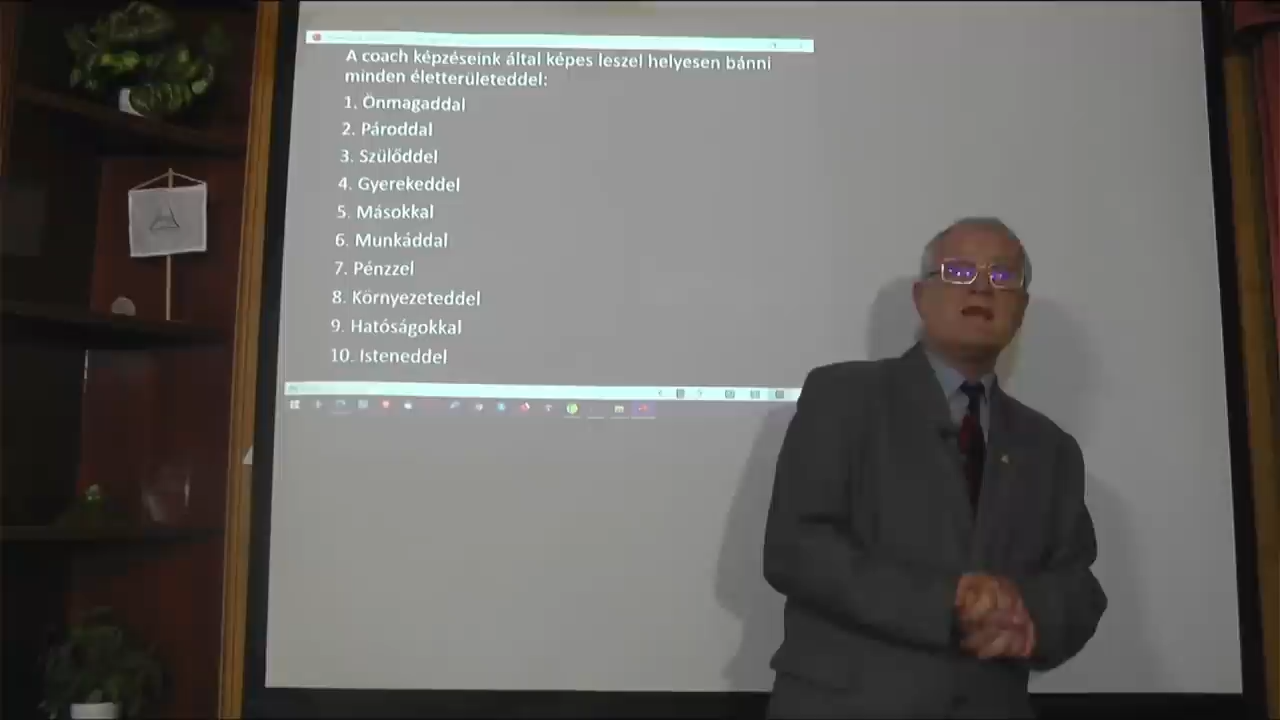 A coach képzéseink által képes leszel helyesen bánni
minden életterületeddel:
1. Önmagaddal
2. Pároddal
3. Szülőddel
4. Gyerekeddel
5. Másokkal
6. Munkáddal
7. Pénzzel
8. Környezeteddel
9. Hatóságokkal
10. Isteneddel